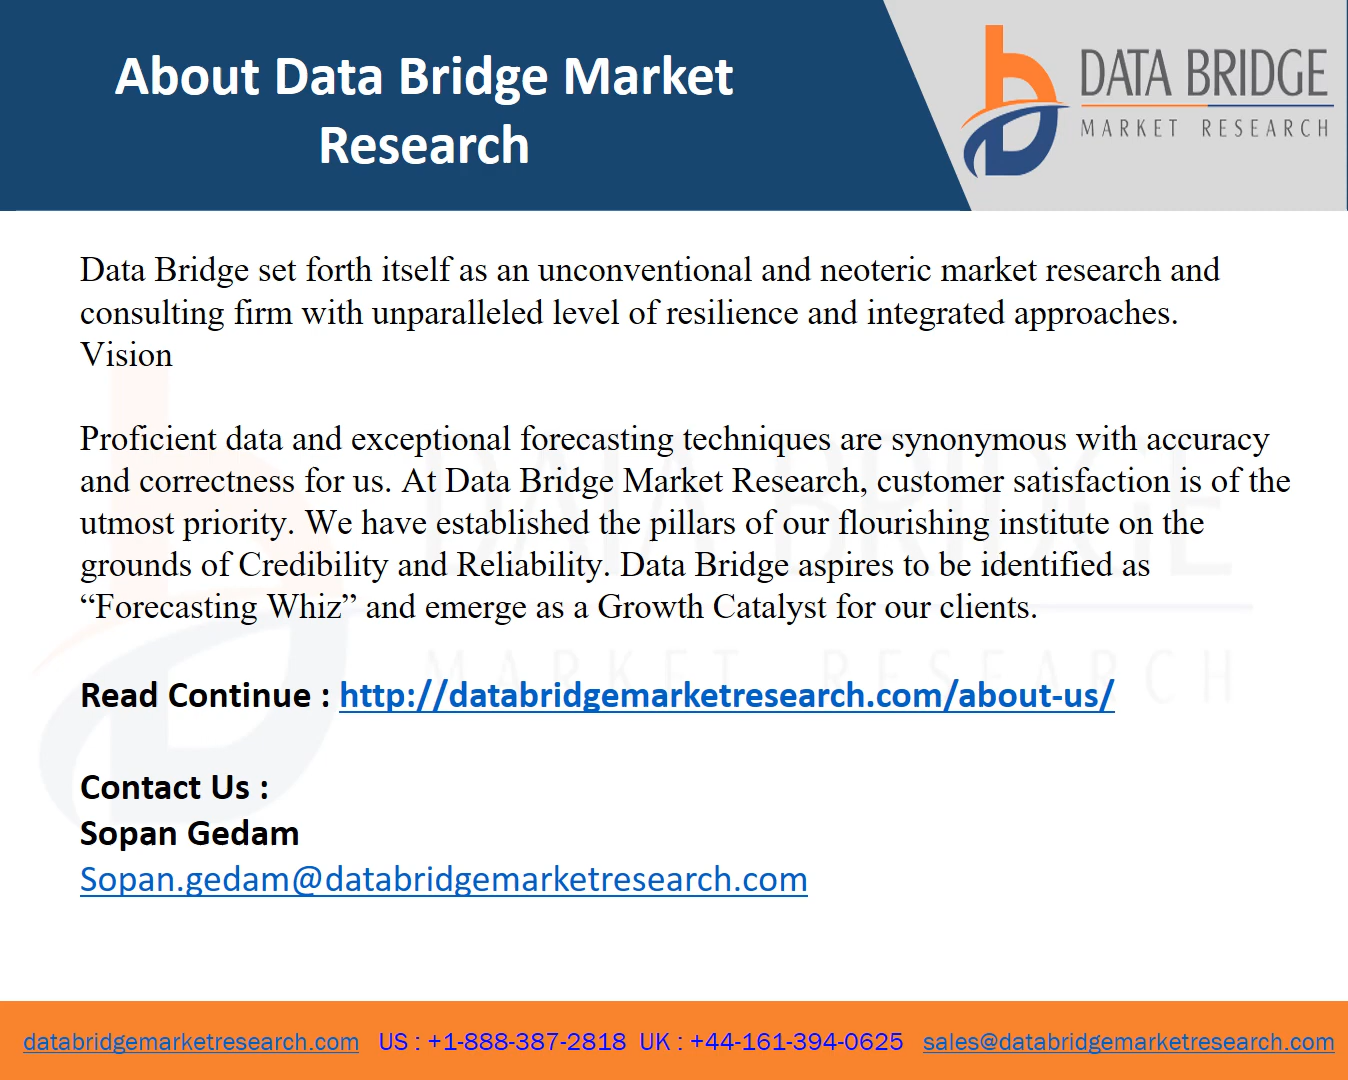 About Data Bridge Market
Research
DATA BRIDGE
MARKET RESEARCH
Data Bridge set forth itself as an unconventional and neoteric market research and
consulting firm with unparalleled level of resilience and integrated approaches.
Vision
Proficient data and exceptional forecasting techniques are synonymous with accuracy
and correctness for us. At Data Bridge Market Research, customer satisfaction is of the
utmost priority. We have established the pillars of our flourishing institute on the
grounds of Credibility and Reliability. Data Bridge aspires to be identified as
“Forecasting Whiz” and emerge as a Growth Catalyst for our clients.
DATA BRIDGE
MARKET RESEARCH
Read Continue : http://databridgemarketresearch.com/about-us/
Contact Us :
Sopan Gedam
Sopan.gedam@databridgemarketresearch.com
databridgemarketresearch.com US : +1-888-387-2818 UK : +44-161-394-0625 sales@databridgemarketresearch.com